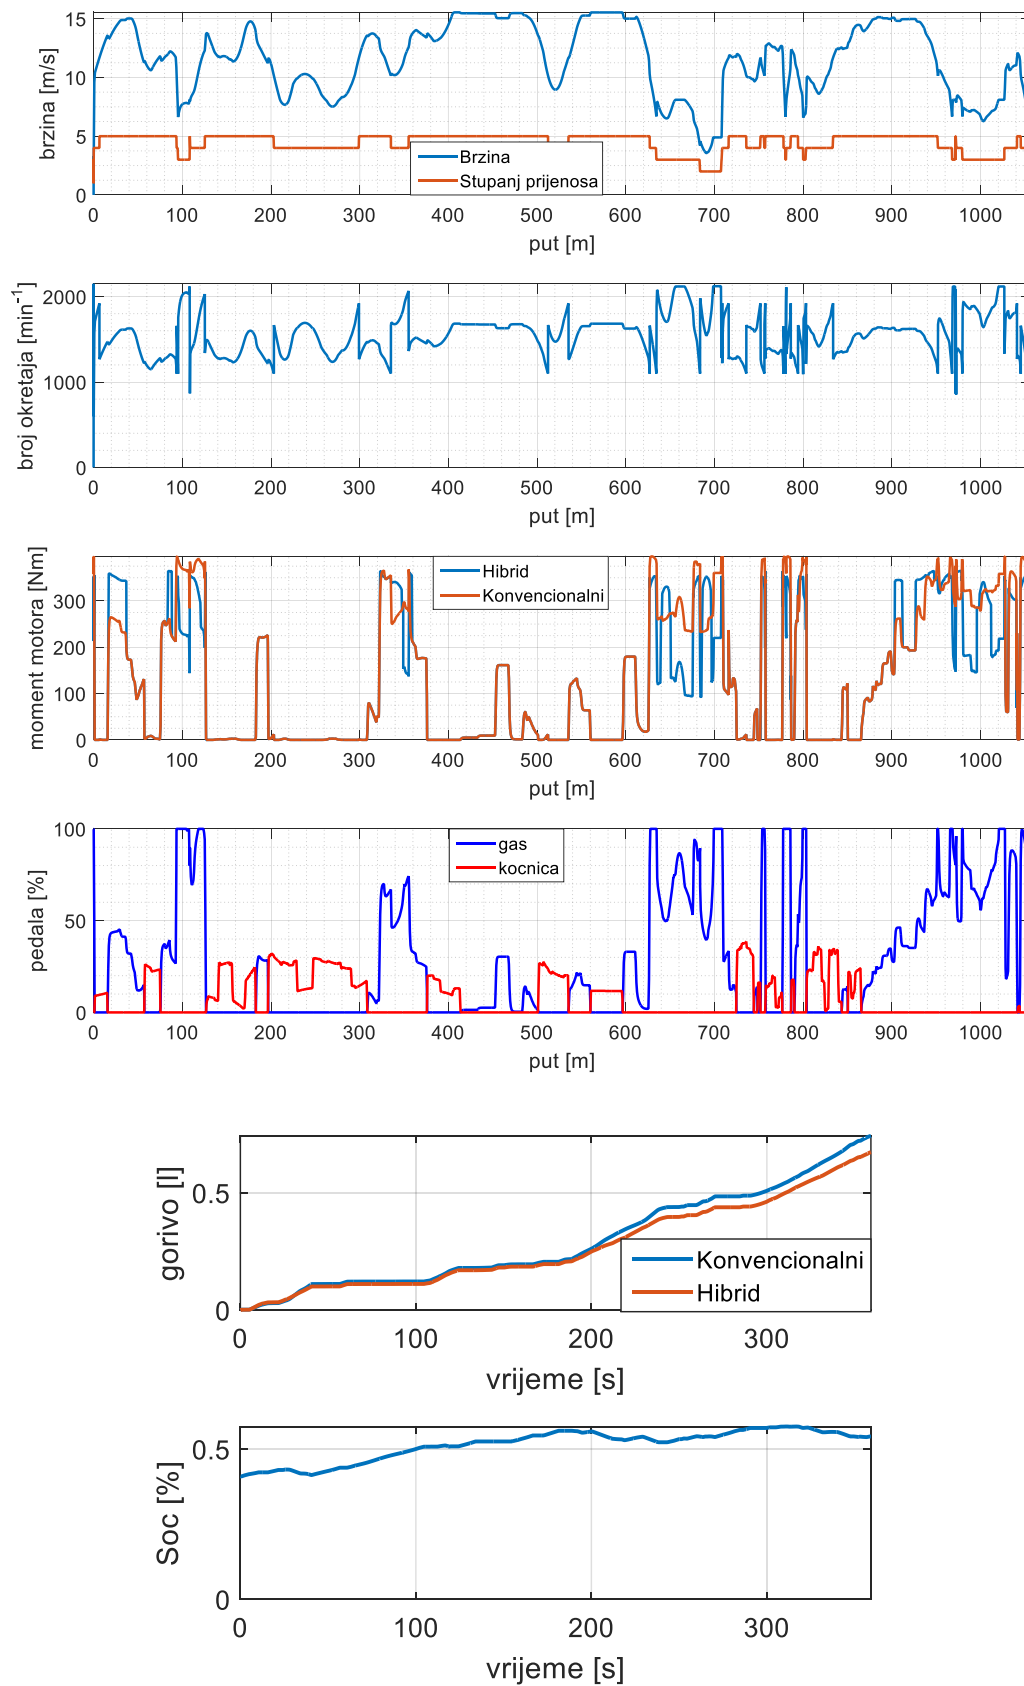 brzina [m/s]
15
10
5
0
Brzina
Stupanj prijenosa
0 100 200 300 400 500 600 700 800 900 1000
put [m]
broj okretaja [min-1]
2000
1000
0
0 100 200 300 400 500 600 700 800 900 1000
put [m]
moment motora [Nm]
300
200
100
0
Hibrid
Konvencionalni
0 100 200 300 400 500 600 700 800 900 1000
put [m]
pedala [%]
100
50
0
gas
kocnica
0 100 200 300 400 500 600 700 800 900 1000
put [m]
gorivo [l]
0.5
0
Konvencionalni
Hibrid
0 100 200 300
vrijeme [s]
Soc [%]
0.5
0
0 100 200 300
vrijeme [s]